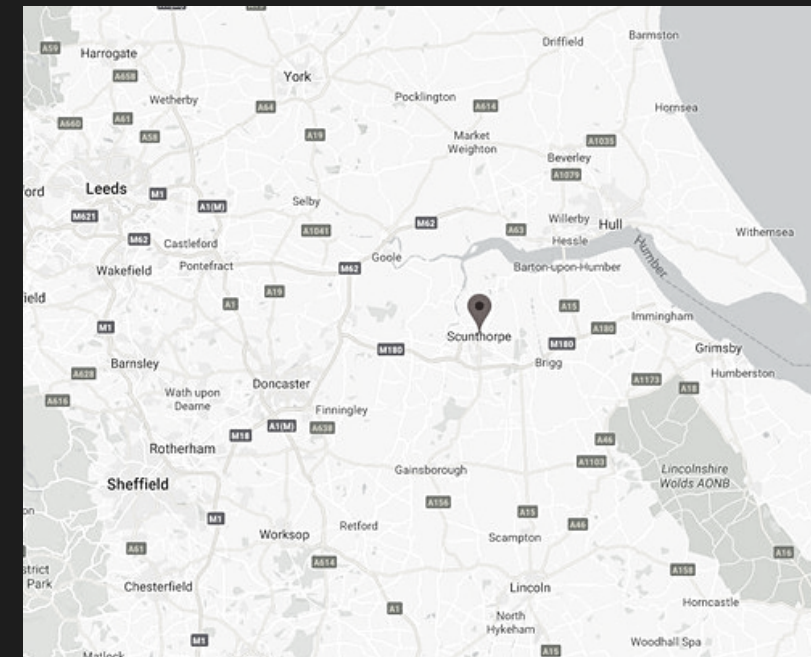 A59
Harrogate
A658
York
Driffield
Barmston
Wetherby
A64
Pocklington
A614
Hornsea
A660
A61
A58
A19
Market
Weighton
A1035
Beverley
A1079
ord
Leeds
M1
A1(M)
Selby
M621
M62
A1041
M62
A63
Willerby
Hull
Withernsea
Castleford
Hessle
Humber
Wakefield
Pontefract
M62
Goole
Barton-upon-Humber
ield
A1
A19
A15
Immingham
M1
Scunthorpe
A180
M180
M180
Grimsby
Barnsley
Brigg
Humberston
A628
Doncaster
A1173
A18
A616
Wath upon
Dearne
Finningley
M18
A1(M)
A638
A46
Rotherham
A1103
Sheffield
Gainsborough
Lincolnshire
Wolds AONB
A156
A15
on
M1
A46
Worksop
Retford
Scampton
A61
A614
A16
strict
Park
Chesterfield
Lincoln
A158
A1
North
Hykeham
Horncastle
M1
A15
Woodhall Spa
Matlock